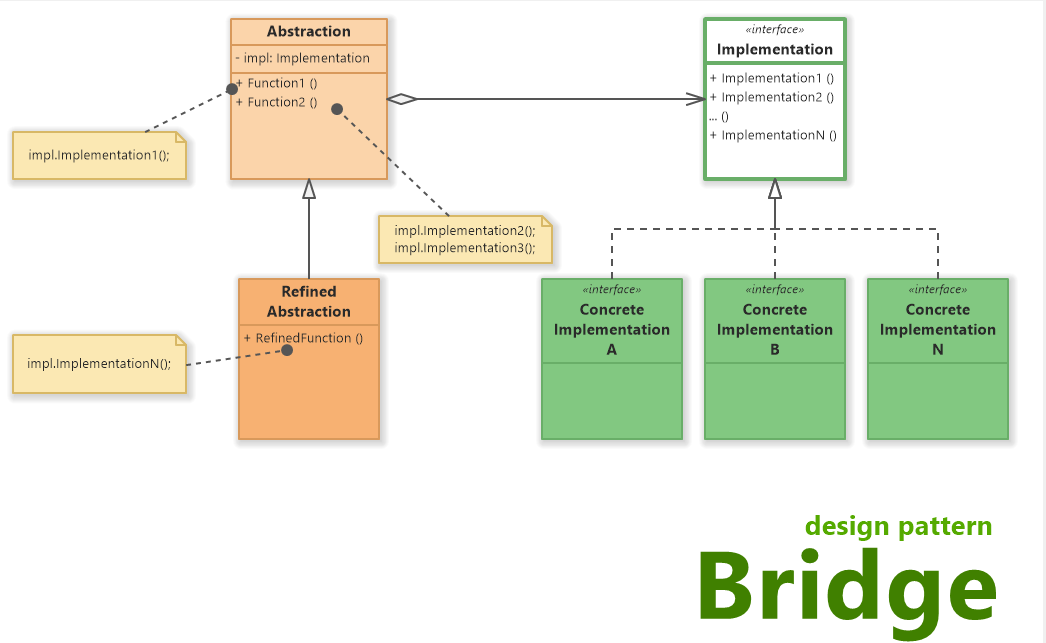 Abstraction
- impl: Implementation
+ Function1 ()
+ Function2 ()
«interface»
Implementation
+ Implementation1 ()
+ Implementation2 ()
... ()
+ ImplementationN ()
impl.Implementation1();
impl.Implementation2();
impl.Implementation3();
Refined
Abstraction
+ RefinedFunction ()
impl.ImplementationN();
«interface»
Concrete
Implementation
A
«interface»
Concrete
Implementation
B
«interface»
Concrete
Implementation
N
design pattern
Bridge